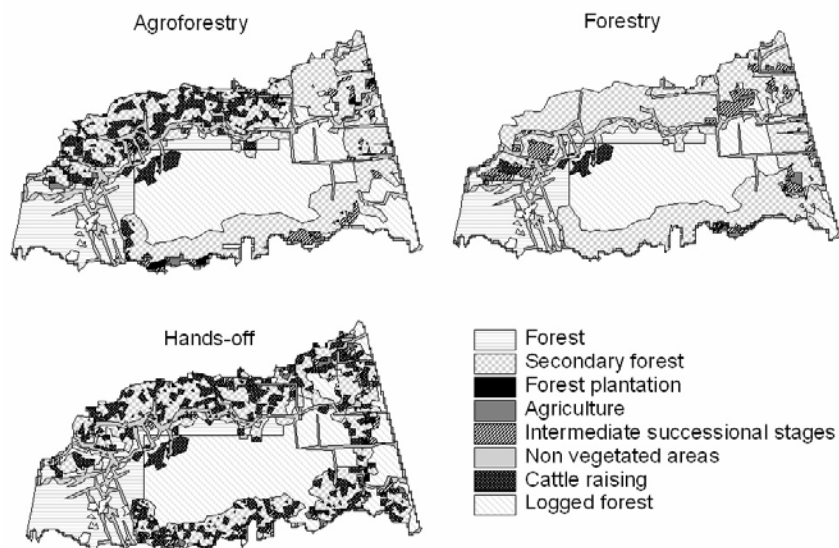 Agroforestry
Forestry
Hands-off
Forest
Secondary forest
Forest plantation
Agriculture
Intermediate successional stages
Non vegetated areas
Cattle raising
Logged forest